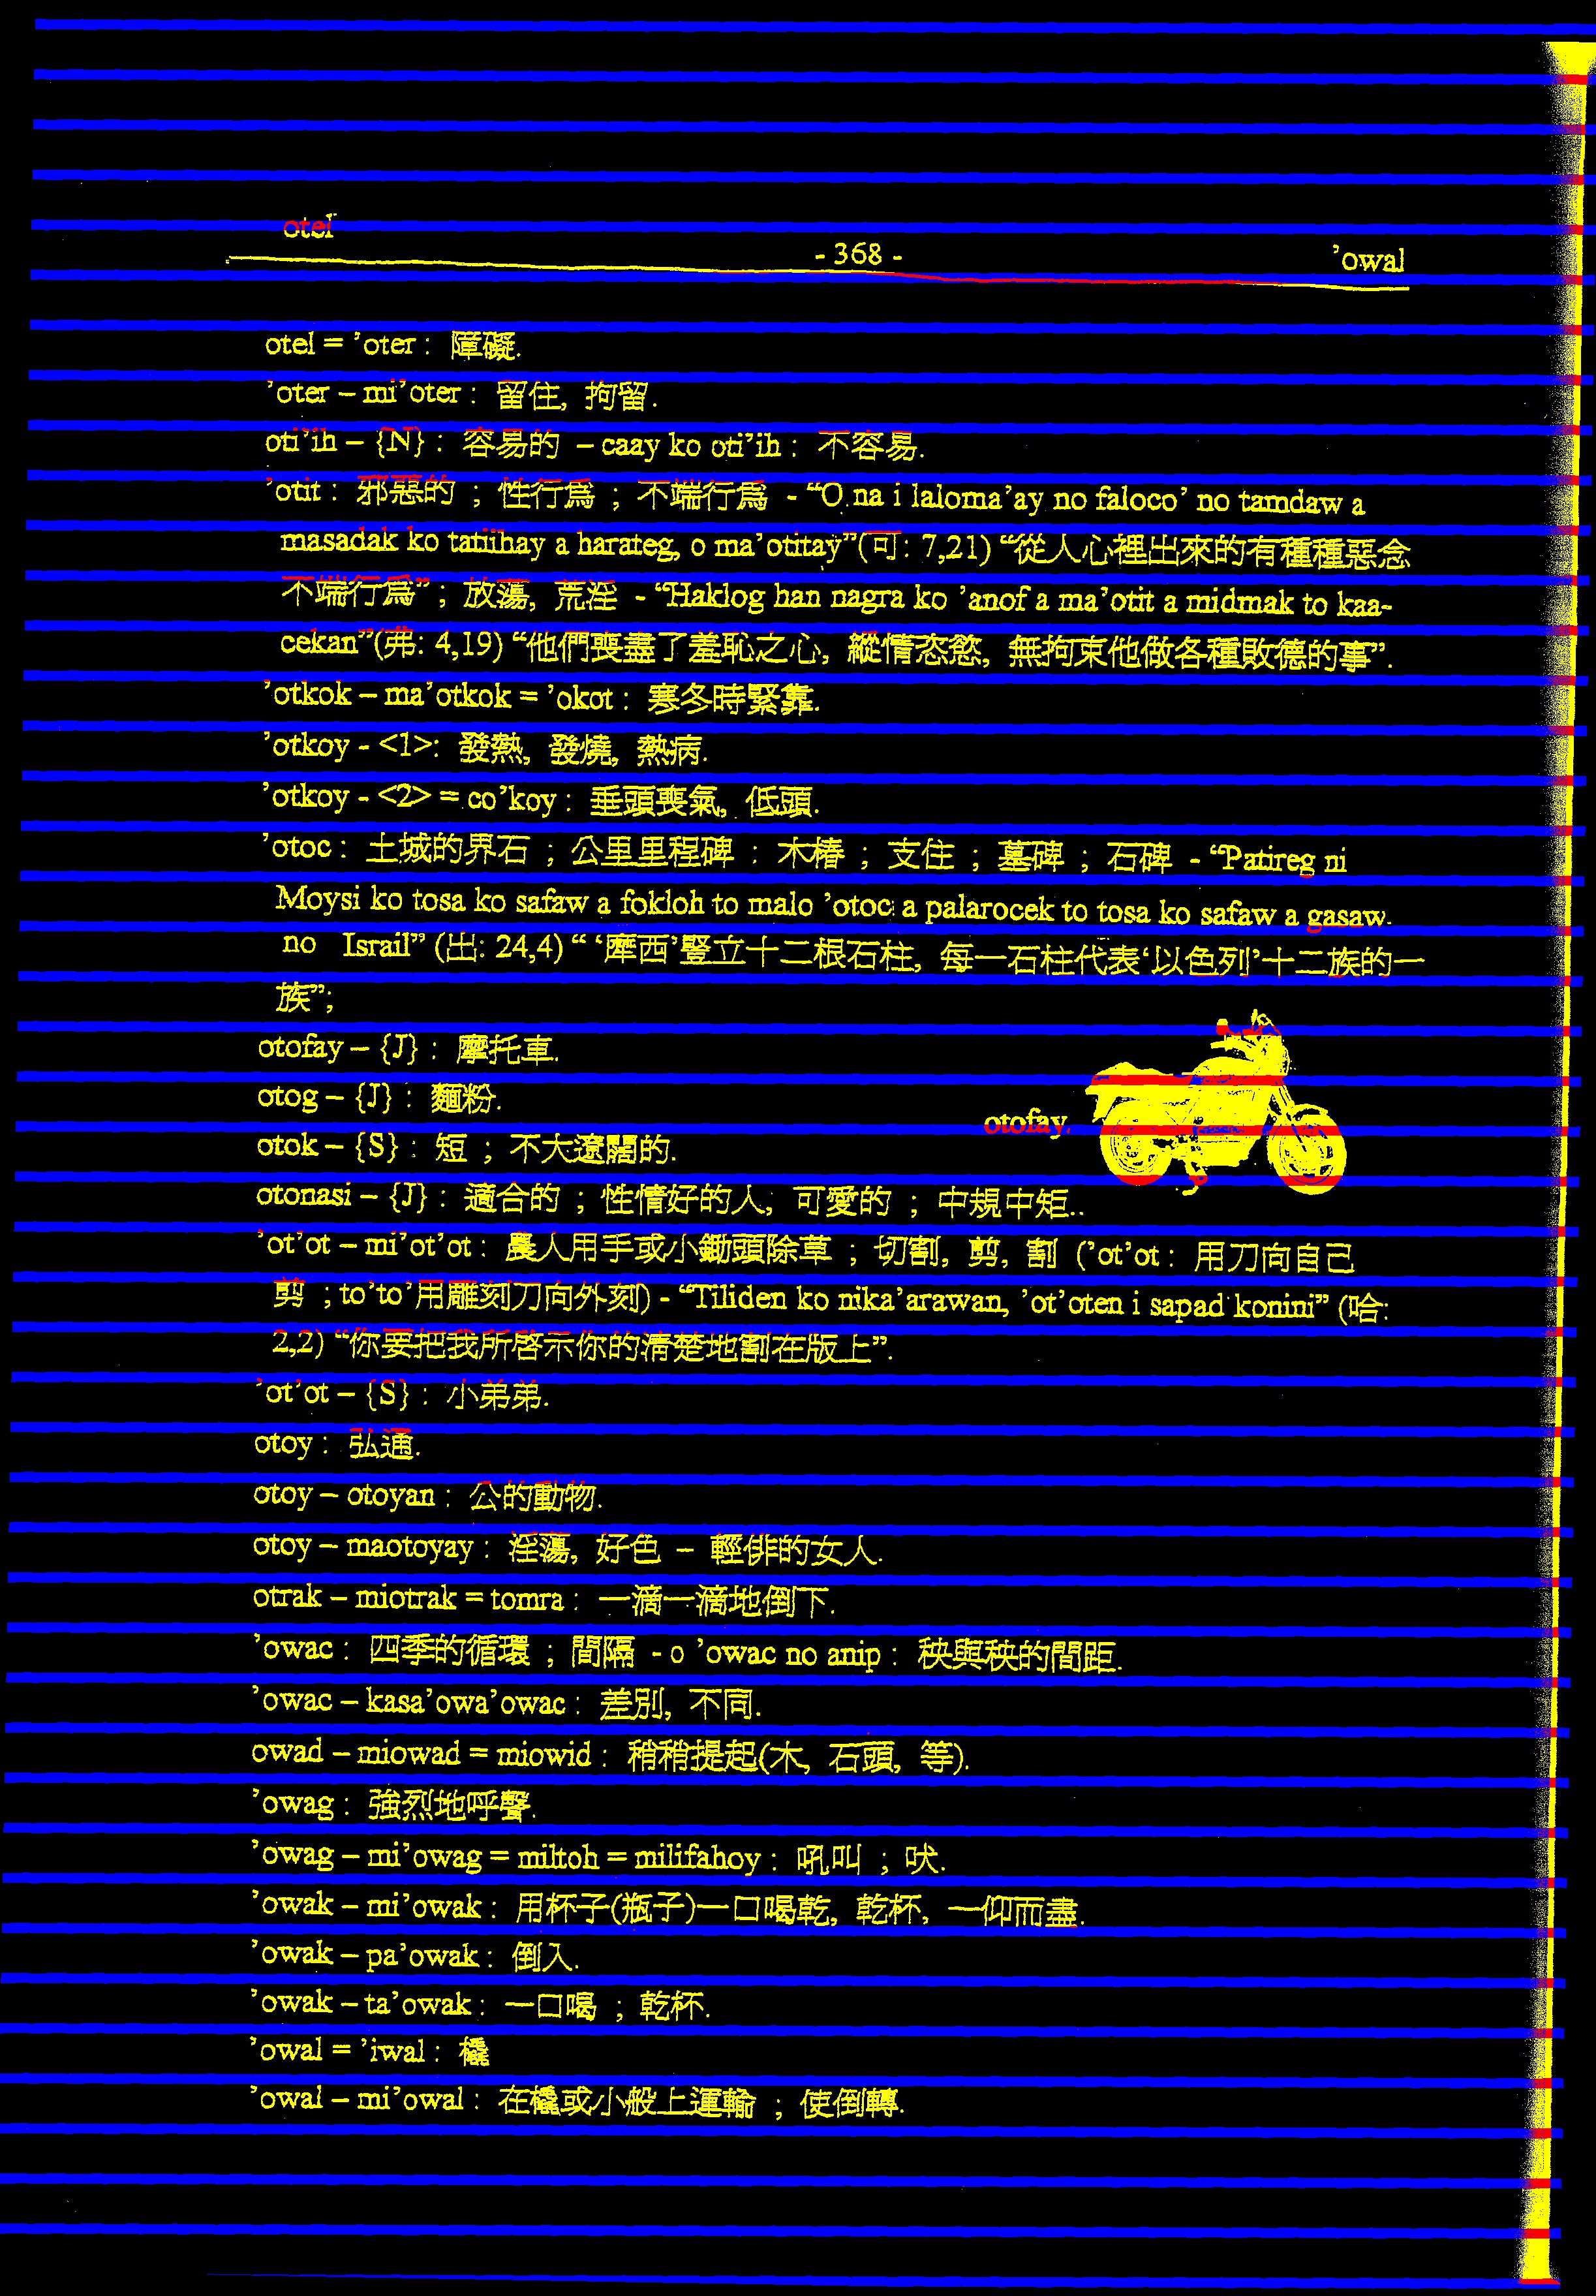 otel
- 368 -
’owal
otel = ’oter : 障礙.
’oter – mi’oter : 留住, 拘留.
oti’ih – {N} : 容易的 – caay ko oti’ih : 不容易.
’otit : 邪惡的 ; 性行爲 ; 不端行爲 - “O na i laloma’ay no faloco’ no tamdaw a
masadak ko tatiihay a harateg, o ma’otitay”(可: 7,21) “從人心裡出來的有種種惡念
不端行爲” ; 放蕩, 荒淫 - “Haklog han nagra ko ’anof a ma’otit a midmak to kaa-
cekan”(弗: 4,19) “他們喪盡了羞恥之心, 縱情恣慾, 無拘束他做各種敗德的事”.
’otkok – ma’otkok = ’okot : 寒冬時緊靠.
’otkoy - <1>: 發熱, 發燒, 熱病.
’otkoy - <2> = co’koy : 垂頭喪氣, 低頭.
’otoc : 土城的界石 ; 公里里程碑 : 木樁 ; 支住 ; 墓碑 ; 石碑 - “Patireg ni
Moysi ko tosa ko safaw a fokloh to malo ’otoc a palarocek to tosa ko safaw a gasaw.
no Israil” (出: 24,4) “ ‘摩西’豎立十二根石柱, 每一石柱代表‘以色列’十二族的一
族”;
otofay – {J} : 摩托車.
otog – {J} : 麵粉.
otofay.
otok – {S} : 短 ; 不大遼闊的.
otonasi – {J} : 適合的 ; 性情好的人, 可愛的 ; 中規中矩..
’ot’ot – mi’ot’ot : 農人用手或小鋤頭除草 ; 切割, 剪, 割 (’ot’ot : 用刀向自己
剪 ; to’to’用雕刻刀向外刻) - “Tiliden ko nika’arawan, ’ot’oten i sapad konini” (哈:
2,2) “你要把我所啓示你的清楚地割在版上”.
’ot’ot – {S} : 小弟弟.
otoy : 弘通.
otoy – otoyan : 公的動物.
otoy – maotoyay : 淫蕩, 好色 – 輕俳的女人.
otrak – miotrak = tomra : 一滴一滴地倒下.
’owac : 四季的循環 ; 間隔 - o ’owac no anip : 秧與秧的間距.
’owac – kasa’owa’owac : 差別, 不同.
owad – miowad = miowid : 稍稍提起(木, 石頭, 等).
’owag : 強烈地呼聲.
’owag – mi’owag = miltoh = milifahoy : 吼叫 ; 吠.
’owak – mi’owak : 用杯子(瓶子)一口喝乾, 乾杯, 一仰而盡.
’owak – pa’owak : 倒入.
’owak – ta’owak : 一口喝 ; 乾杯.
’owal = ’iwal : 橇
’owal – mi’owal : 在橇或小般上運輸 ; 使倒轉.